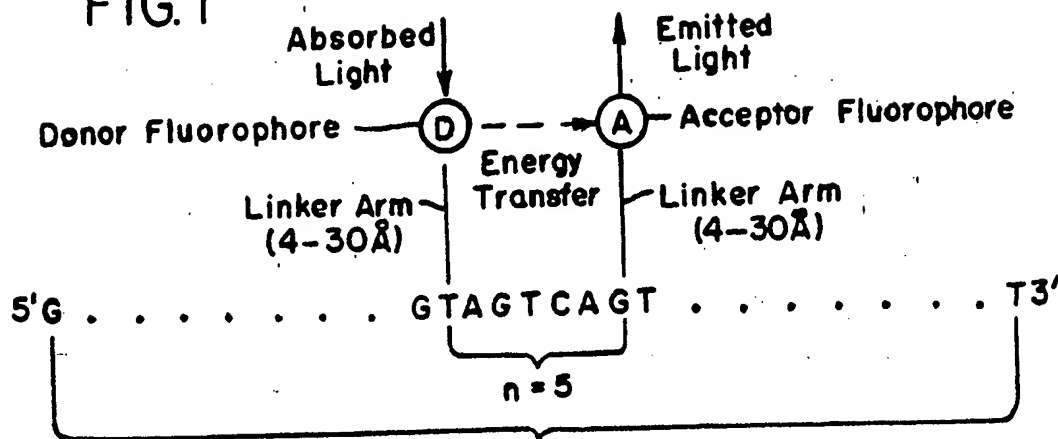 FIG. 1
Absorbed Light
Emitted Light
Donor Fluorophore
D
A
Acceptor Fluorophore
Energy Transfer
Linker Arm
(4-30Å)
Linker Arm
(4-30Å)
5'G . . . . . . . GTAGTCAGT . . . . . . . T3'
n = 5